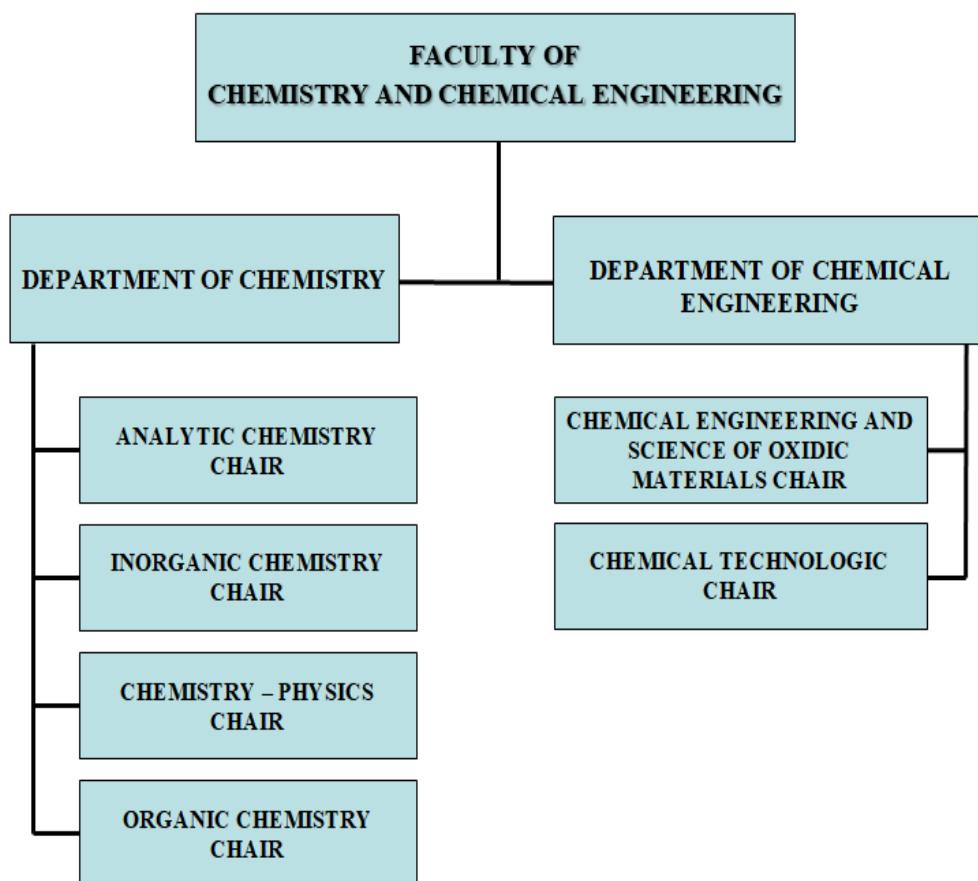 FACULTY OF
CHEMISTRY AND CHEMICAL ENGINEERING
DEPARTMENT OF CHEMISTRY
DEPARTMENT OF CHEMICAL
ENGINEERING
ANALYTIC CHEMISTRY
CHAIR
INORGANIC CHEMISTRY
CHAIR
CHEMISTRY – PHYSICS
CHAIR
ORGANIC CHEMISTRY
CHAIR
CHEMICAL ENGINEERING AND
SCIENCE OF OXIDIC
MATERIALS CHAIR
CHEMICAL TECHNOLOGIC
CHAIR